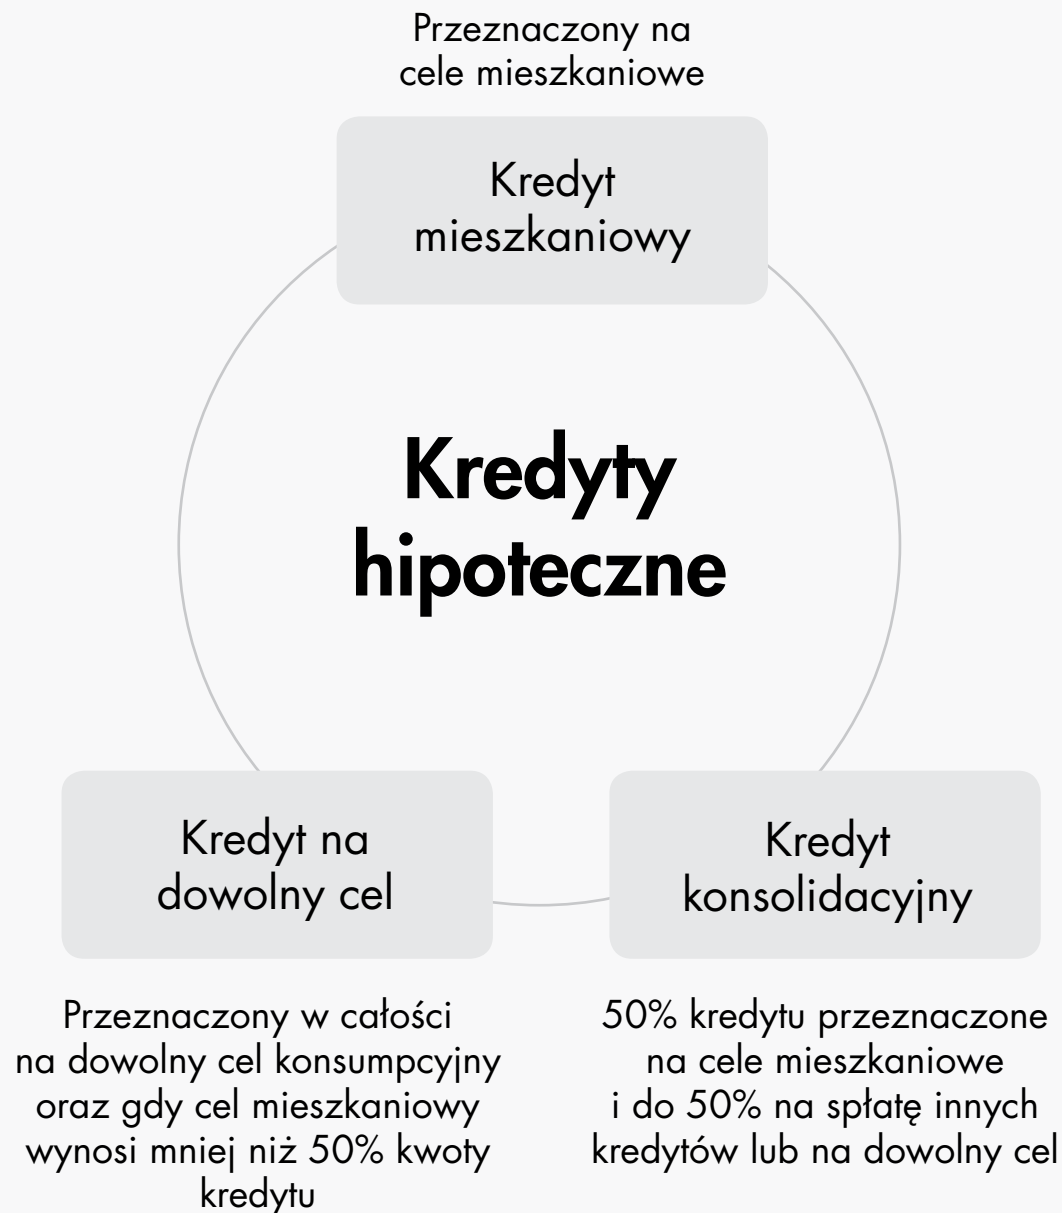 Przeznaczony na
cele mieszkaniowe
Kredyt
mieszkaniowy
Kredyty
hipoteczne
Kredyt na
dowolny cel
Przeznaczony w całości
na dowolny cel konsumpcyjny
oraz gdy cel mieszkaniowy
wynosi mniej niż 50% kwoty
kredytu
Kredyt
konsolidacyjny
50% kredytu przeznaczone
na cele mieszkaniowe
i do 50% na spłatę innych
kredytów lub na dowolny cel